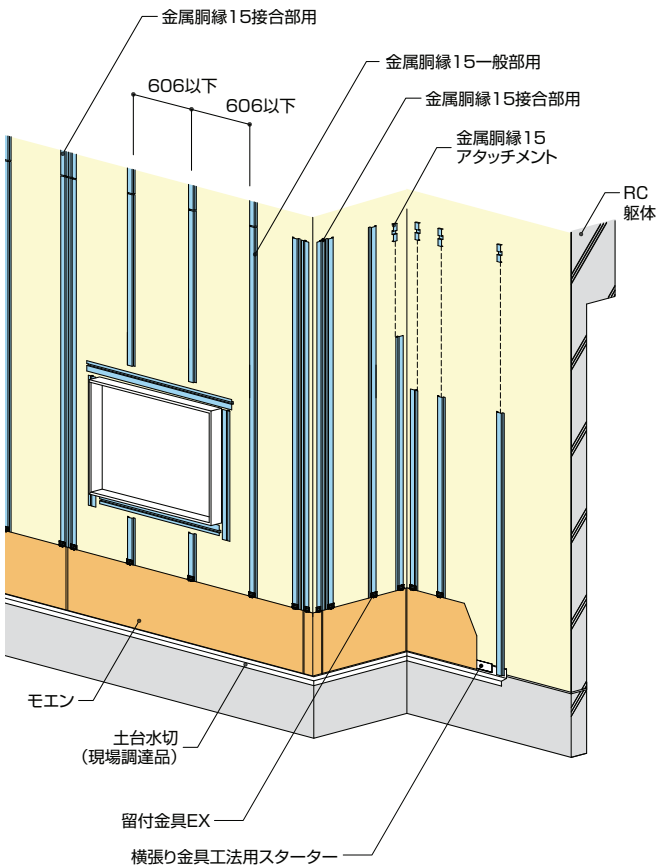 金属胴縁15接合部用
金属胴縁15一般部用
606以下
606以下
金属胴縁15接合部用
金属胴縁15
アタッチメント
RC
躯体
モエン
土台水切
（現場調達品）
留付金具EX
横張り金具工法用スターター